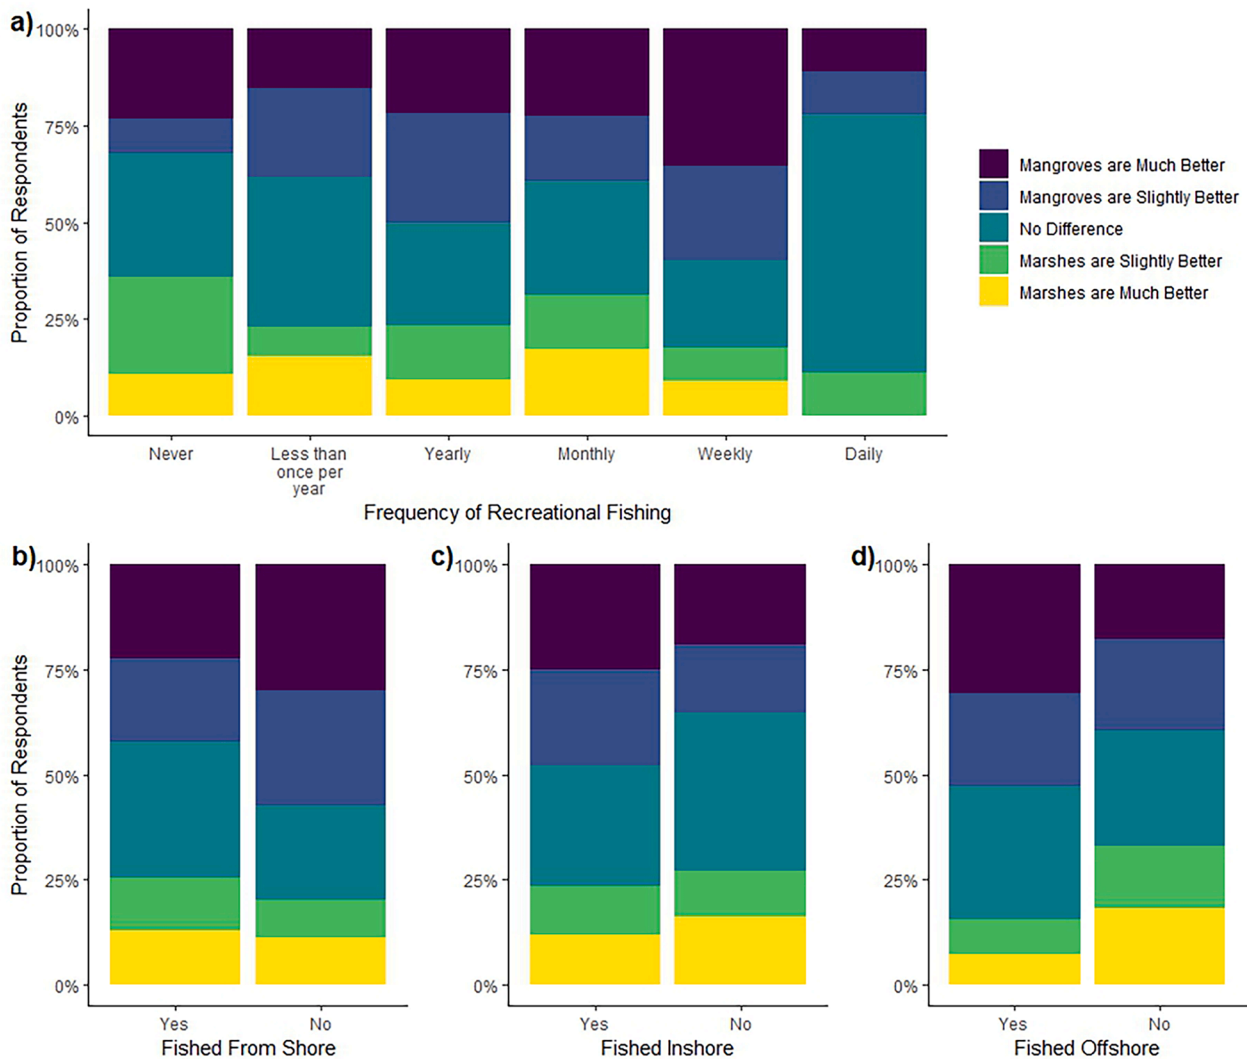 a)
100%
75%
50%
25%
0%
Proportion of Respondents
Never
Less than
once per
year
Yearly
Monthly
Weekly
Daily
Frequency of Recreational Fishing
Mangroves are Much Better
Mangroves are Slightly Better
No Difference
Marshes are Slightly Better
Marshes are Much Better
b)
100%
75%
50%
25%
0%
Proportion of Respondents
Yes
No
Fished From Shore
c)
100%
75%
50%
25%
0%
Yes
No
Fished Inshore
d)
100%
75%
50%
25%
0%
Yes
No
Fished Offshore